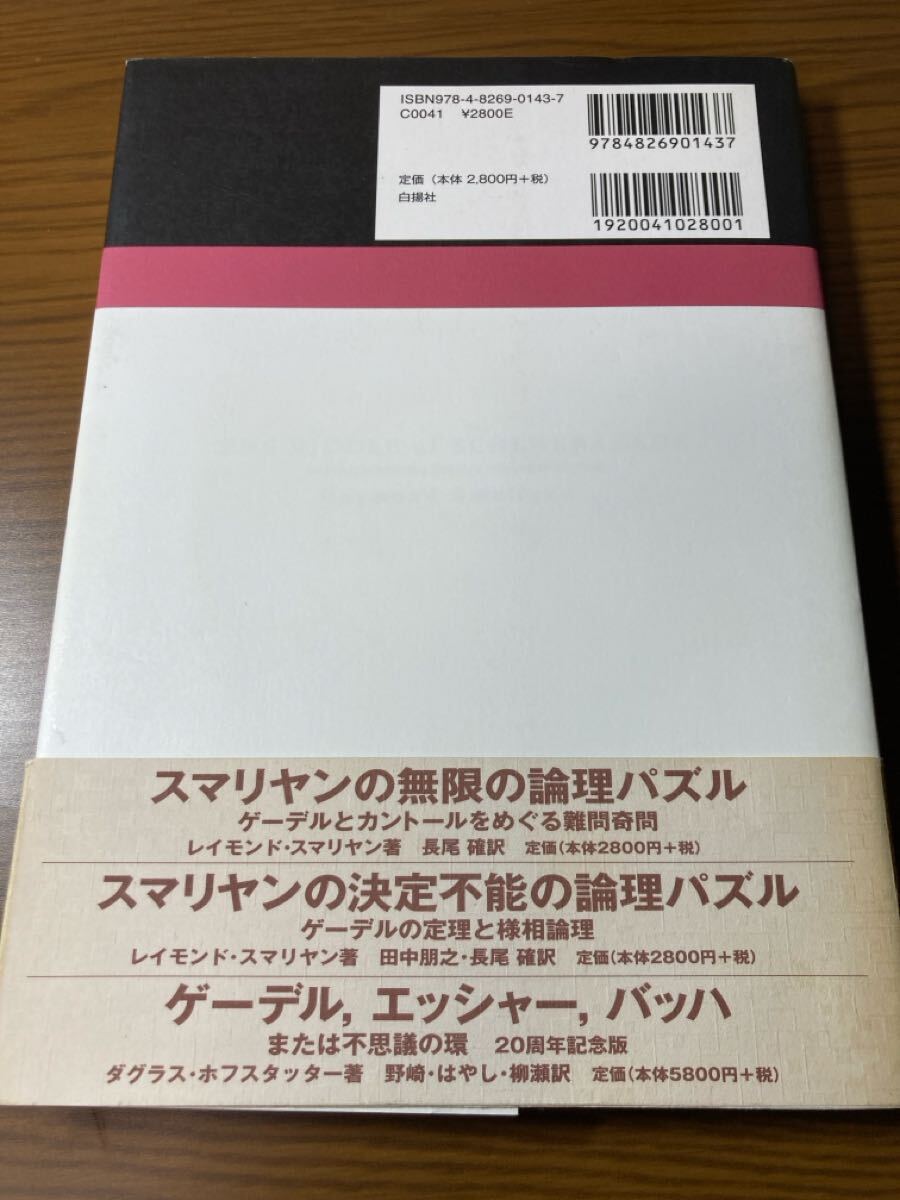 ISBN978-4-8269-0143-7
C0041 ¥2800E
9784826901437
定価（本体 2,800円＋税）
白揚社
1920041028001
スマリヤンの無限の論理パズル
ゲーデルとカントールをめぐる難問奇問
レイモンド・スマリヤン著 長尾 確訳 定価（本体2800円＋税）
スマリヤンの決定不能の論理パズル
ゲーデルの定理と様相論理
レイモンド・スマリヤン著 田中朋之・長尾 確訳 定価（本体2800円＋税）
ゲーデル, エッシャー, バッハ
または不思議の環 20周年記念版
ダグラス・ホフスタッター著 野崎・はやし・柳瀬訳 定価（本体5800円＋税）